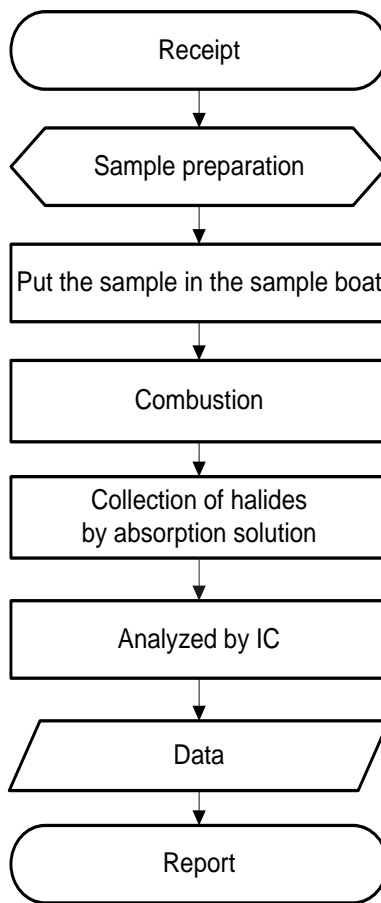 Receipt
Sample preparation
Put the sample in the sample boat
Combustion
Collection of halides
by absorption solution
Analyzed by IC
Data
Report